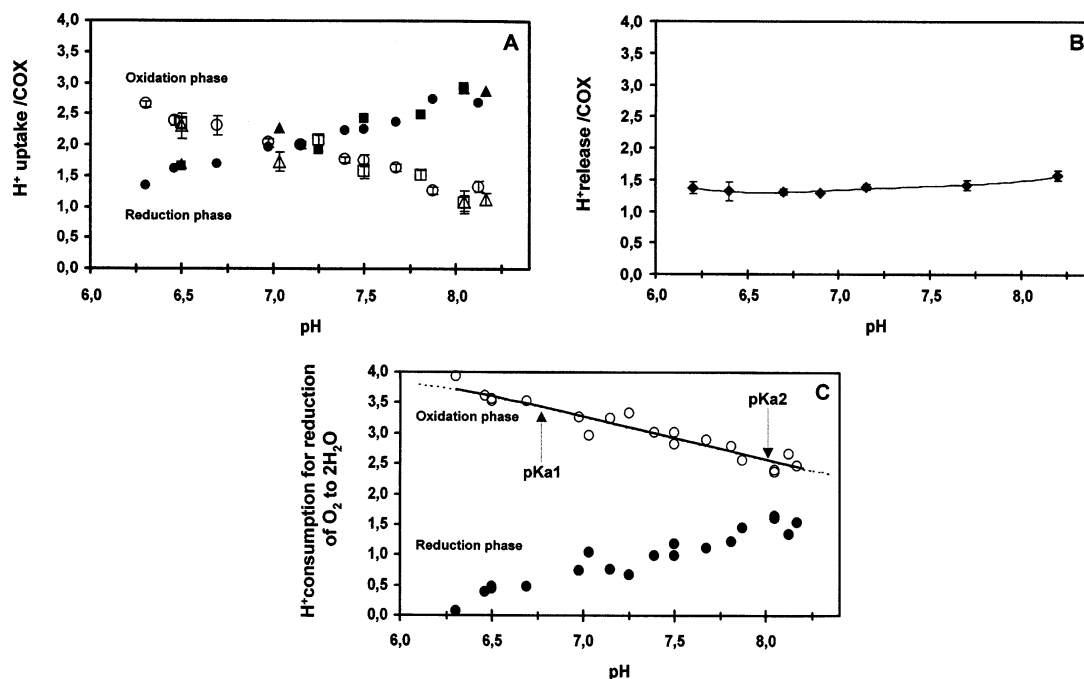 A
H⁺ uptake /COX
4,0
3,5
3,0
2,5
2,0
1,5
1,0
0,5
0,0
Oxidation phase
Reduction phase
6,0 6,5 7,0 7,5 8,0
pH
B
H⁺release /COX
4,0
3,5
3,0
2,5
2,0
1,5
1,0
0,5
0,0
6,0 6,5 7,0 7,5 8,0
pH
C
H⁺consumption for reduction
of O₂ to 2H₂O
4,0
3,5
3,0
2,5
2,0
1,5
1,0
0,5
0,0
Oxidation phase
pKa1
pKa2
Reduction phase
6,0 6,5 7,0 7,5 8,0
pH